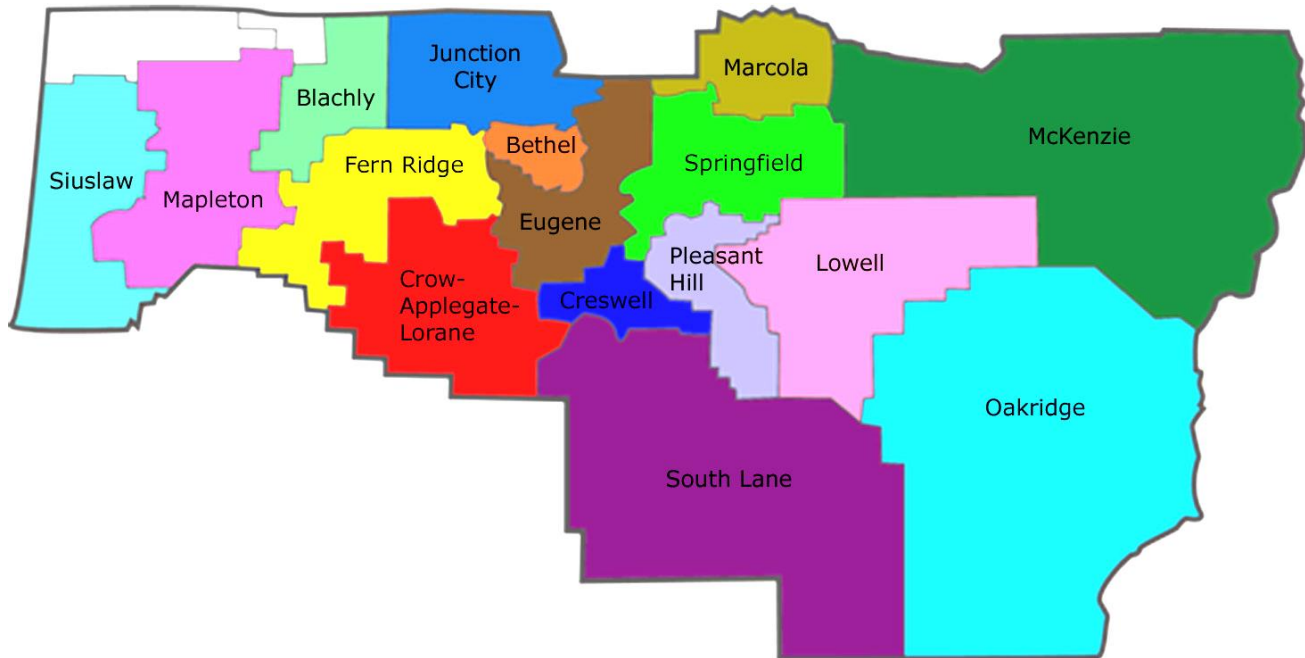 Junction
City
Marcola
Blachly
McKenzie
Bethel
Fern Ridge
Springfield
Siuslaw
Mapleton
Eugene
Pleasant
Hill
Lowell
Crow-
Applegate-
Lorane
Creswell
Oakridge
South Lane